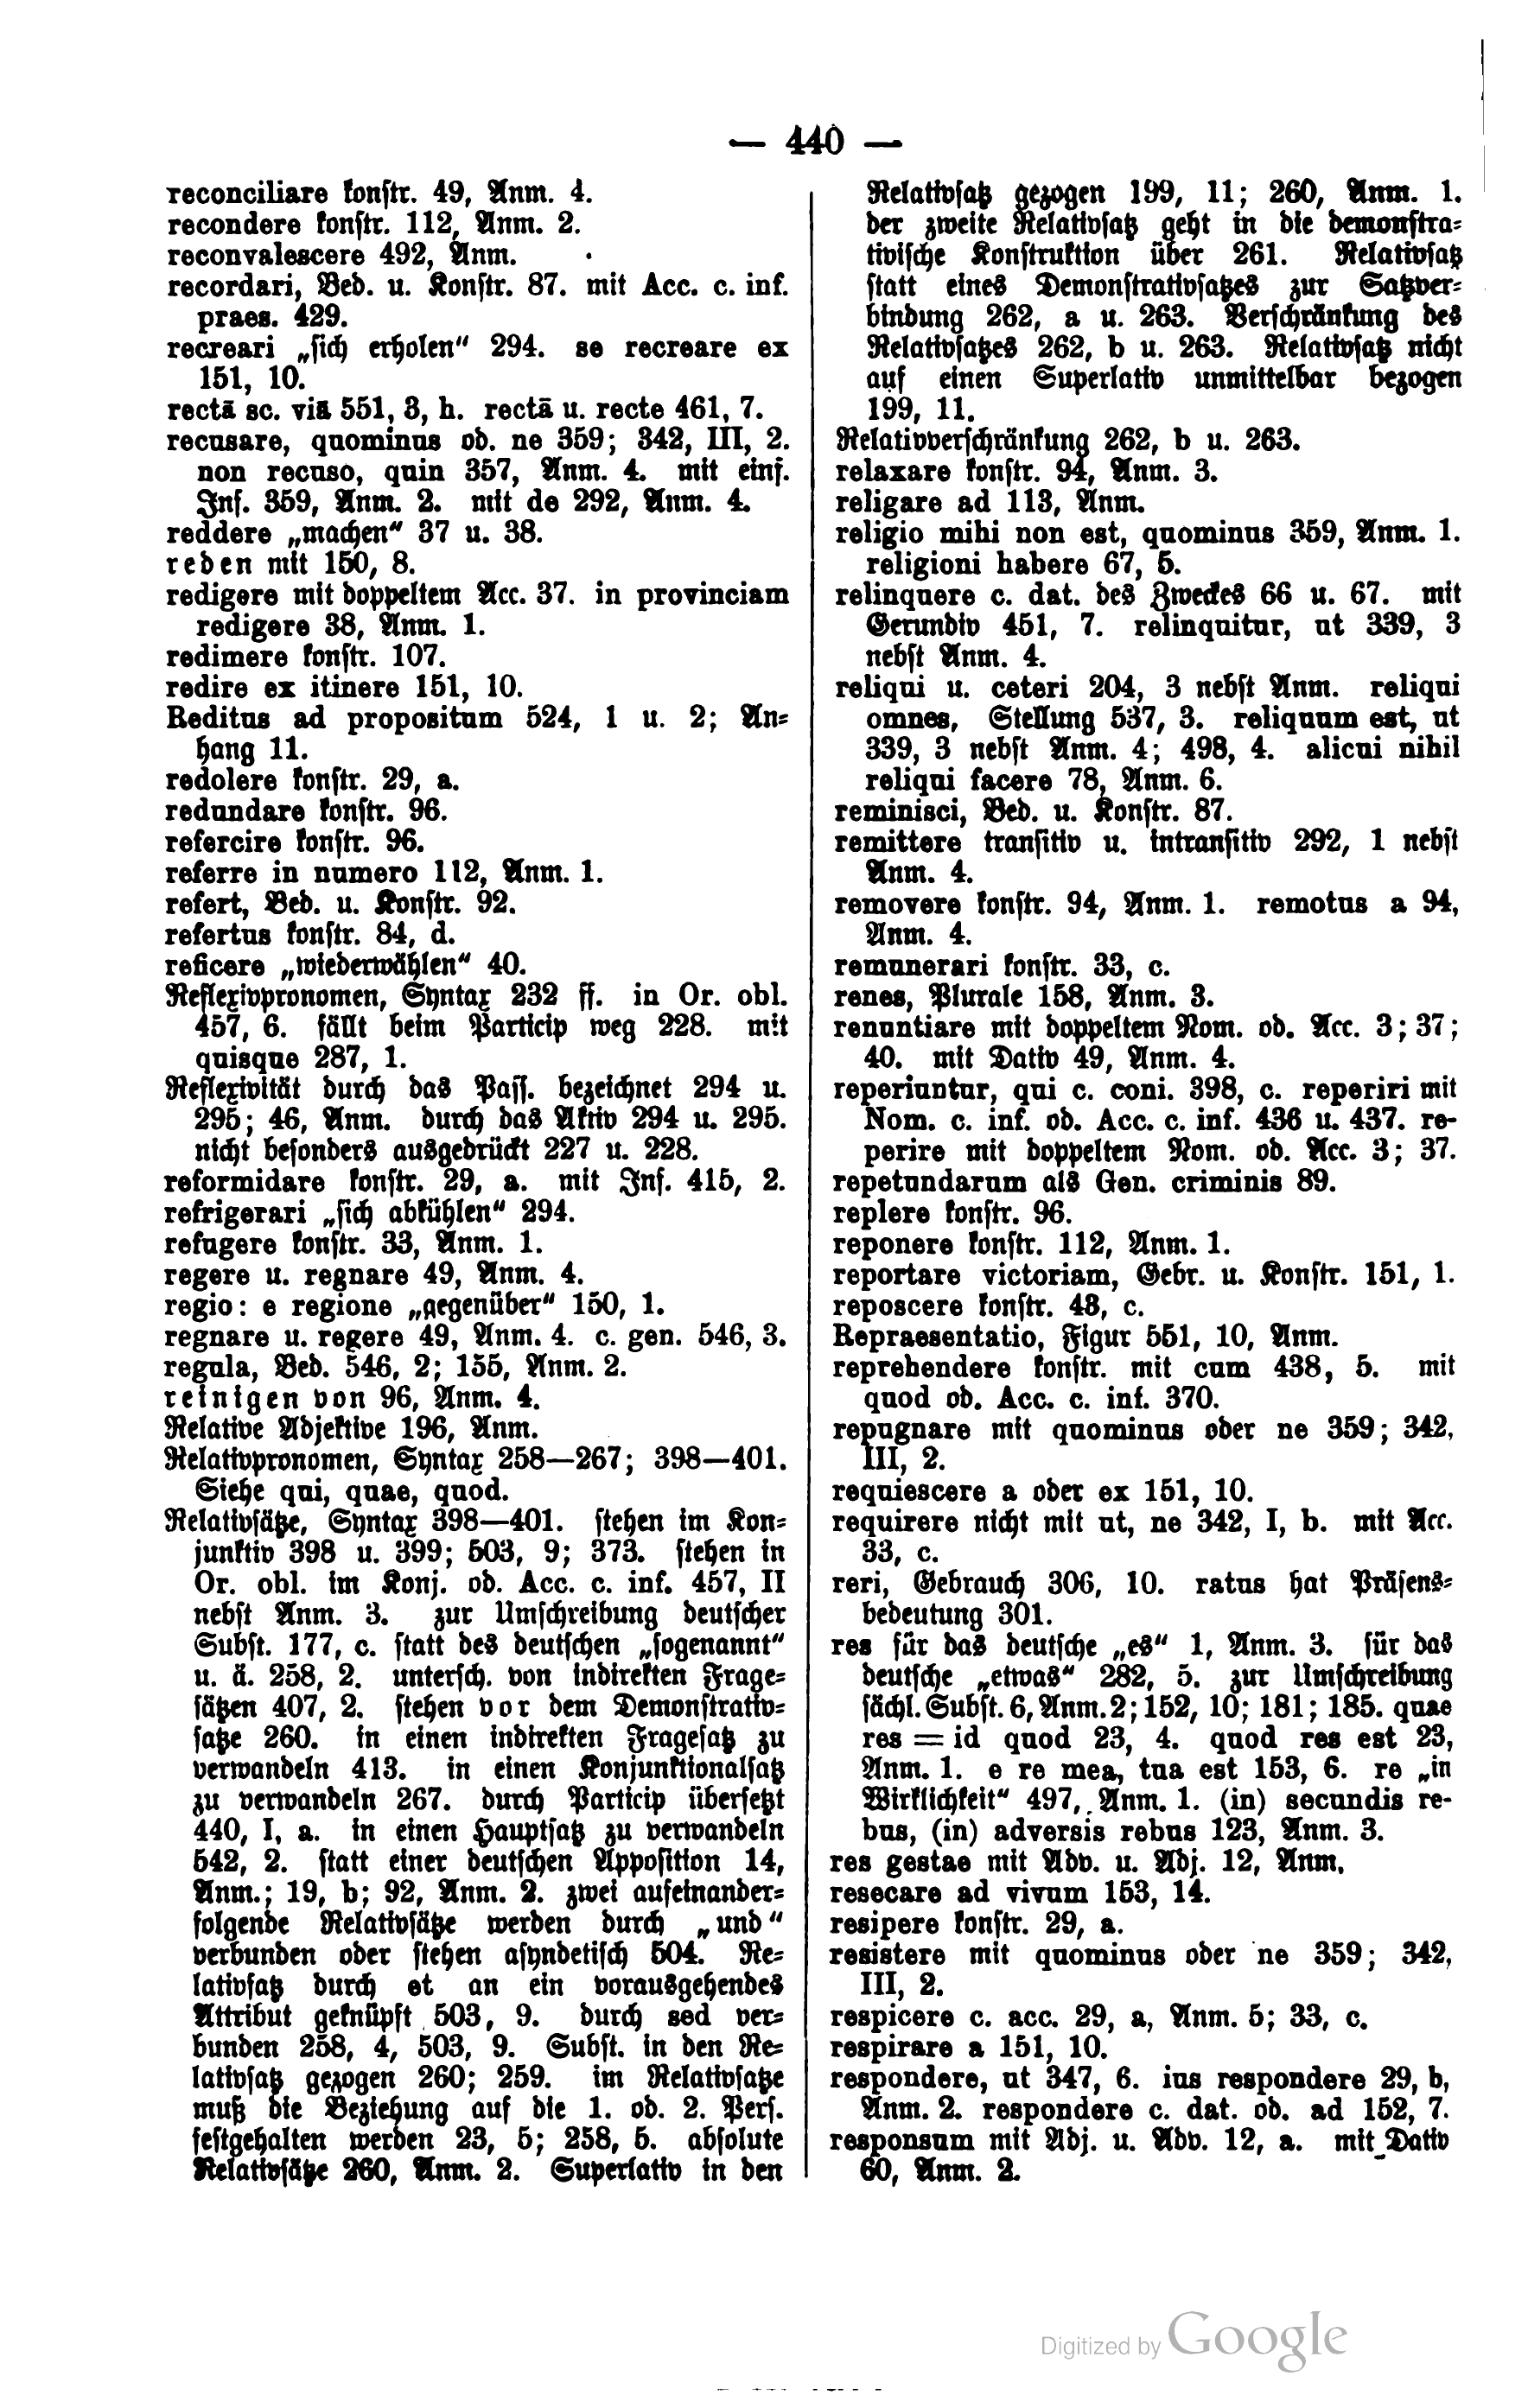 — 440 —
reconciliare konstr. 49, Anm. 4.
recondere konstr. 112, Anm. 2.
reconvalescere 492, Anm.
recordari, Bed. u. Konstr. 87. mit Acc. c. inf.
praes. 429.
recreari „sich erholen“ 294. se recreare ex
151, 10.
rectā sc. viā 551, 3, h. rectā u. recte 461, 7.
recusare, quominus od. ne 359; 342, III, 2.
non recuso, quin 357, Anm. 4. mit einf.
Inf. 359, Anm. 2. mit de 292, Anm. 4.
reddere „machen“ 37 u. 38.
reden mit 150, 8.
redigere mit doppeltem Acc. 37. in provinciam
redigere 38, Anm. 1.
redimere konstr. 107.
redire ex itinere 151, 10.
Reditus ad propositum 524, 1 u. 2; An-
hang 11.
redolere konstr. 29, a.
redundare konstr. 96.
refercire konstr. 96.
referre in numero 112, Anm. 1.
refert, Bed. u. Konstr. 92.
refertus konstr. 84, d.
reficere „wiederwählen“ 40.
Reflexivpronomen, Syntax 232 ff. in Or. obl.
457, 6. fällt beim Particip weg 228. mit
quisque 287, 1.
Reflexivität durch das Pass. bezeichnet 294 u.
295; 46, Anm. durch das Aktiv 294 u. 295.
nicht besonders ausgedrückt 227 u. 228.
reformidare konstr. 29, a. mit Inf. 415, 2.
refrigerari „sich abkühlen“ 294.
refugere konstr. 33, Anm. 1.
regere u. regnare 49, Anm. 4.
regio: e regione „gegenüber“ 150, 1.
regnare u. regere 49, Anm. 4. c. gen. 546, 3.
regula, Bed. 546, 2; 155, Anm. 2.
reinigen von 96, Anm. 4.
Relative Adjektive 196, Anm.
Relativpronomen, Syntax 258—267; 398—401.
Siehe qui, quae, quod.
Relativsätze, Syntax 398—401. stehen im Kon-
junktiv 398 u. 399; 503, 9; 373. stehen in
Or. obl. im Konj. od. Acc. c. inf. 457, II
nebst Anm. 3. zur Umschreibung deutscher
Subst. 177, c. statt des deutschen „sogenannt“
u. ä. 258, 2. untersch. von indirekten Frage-
sätzen 407, 2. stehen vor dem Demonstrativ-
satze 260. in einen indirekten Fragesatz zu
verwandeln 413. in einen Konjunktionalsatz
zu verwandeln 267. durch Particip übersetzt
440, I, a. in einen Hauptsatz zu verwandeln
542, 2. statt einer deutschen Apposition 14,
Anm.; 19, b; 92, Anm. 2. zwei aufeinander-
folgende Relativsätze werden durch „und“
verbunden oder stehen asyndetisch 504. Re-
lativsatz durch et an ein vorausgehendes
Attribut geknüpft 503, 9. durch sed ver-
bunden 258, 4, 503, 9. Subst. in den Re-
lativsatz gezogen 260; 259. im Relativsatze
muß die Beziehung auf die 1. od. 2. Pers.
festgehalten werden 23, 5; 258, 5. absolute
Relativsätze 260, Anm. 2. Superlativ in den
Relativsatz gezogen 199, 11; 260, Anm. 1.
der zweite Relativsatz geht in die demonstra-
tivische Konstruktion über 261. Relativsatz
statt eines Demonstrativsatzes zur Satzver-
bindung 262, a u. 263. Verschränkung des
Relativsatzes 262, b u. 263. Relativsatz nicht
auf einen Superlativ unmittelbar bezogen
199, 11.
Relativverschränkung 262, b u. 263.
relaxare konstr. 94, Anm. 3.
religare ad 113, Anm.
religio mihi non est, quominus 359, Anm. 1.
religioni habere 67, 5.
relinquere c. dat. des Zweckes 66 u. 67. mit
Gerundiv 451, 7. relinquitur, ut 339, 3
nebst Anm. 4.
reliqui u. ceteri 204, 3 nebst Anm. reliqui
omnes, Stellung 537, 3. reliquum est, ut
339, 3 nebst Anm. 4; 498, 4. alicui nihil
reliqui facere 78, Anm. 6.
reminisci, Bed. u. Konstr. 87.
remittere transitiv u. intransitiv 292, 1 nebst
Anm. 4.
removere konstr. 94, Anm. 1. remotus a 94,
Anm. 4.
remunerari konstr. 33, c.
renes, Plurale 158, Anm. 3.
renuntiare mit doppeltem Nom. od. Acc. 3; 37;
40. mit Dativ 49, Anm. 4.
reperiuntur, qui c. coni. 398, c. reperiri mit
Nom. c. inf. od. Acc. c. inf. 436 u. 437. re-
perire mit doppeltem Nom. od. Acc. 3; 37.
repetundarum als Gen. criminis 89.
replere konstr. 96.
reponere konstr. 112, Anm. 1.
reportare victoriam, Gebr. u. Konstr. 151, 1.
reposcere konstr. 43, c.
Repraesentatio, Figur 551, 10, Anm.
reprehendere konstr. mit cum 438, 5. mit
quod od. Acc. c. inf. 370.
repugnare mit quominus oder ne 359; 342,
III, 2.
requiescere a oder ex 151, 10.
requirere nicht mit ut, ne 342, I, b. mit Acc.
33, c.
reri, Gebrauch 306, 10. ratus hat Präsens-
bedeutung 301.
res für das deutsche „es“ 1, Anm. 3. für das
deutsche „etwas“ 282, 5. zur Umschreibung
sächl. Subst. 6, Anm. 2; 152, 10; 181; 185. quae
res = id quod 23, 4. quod res est 23,
Anm. 1. e re mea, tua est 153, 6. re „in
Wirklichkeit“ 497, Anm. 1. (in) secundis re-
bus, (in) adversis rebus 123, Anm. 3.
res gestae mit Adv. u. Adj. 12, Anm.
resecare ad vivum 153, 14.
resipere konstr. 29, a.
resistere mit quominus oder ne 359; 342,
III, 2.
respicere c. acc. 29, a, Anm. 5; 33, c.
respirare a 151, 10.
respondere, ut 347, 6. ius respondere 29, b,
Anm. 2. respondere c. dat. od. ad 152, 7.
responsum mit Adj. u. Adv. 12, a. mit Dativ
60, Anm. 2.
Digitized by Google